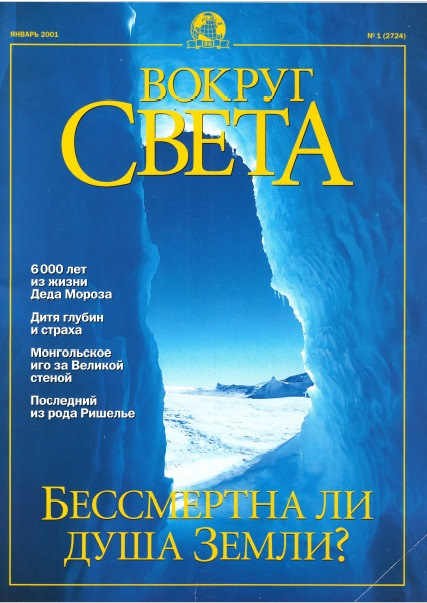 ЯНВАРЬ 2001
№ 1 (2724)
1861
ВОКРУГ
СВЕТА
6 000 лет
из жизни
Деда Мороза
Дитя глубин
и страха
Монгольское
иго за Великой
стеной
Последний
из рода Ришелье
БЕССМЕРТНА ЛИ
ДУША ЗЕМЛИ?